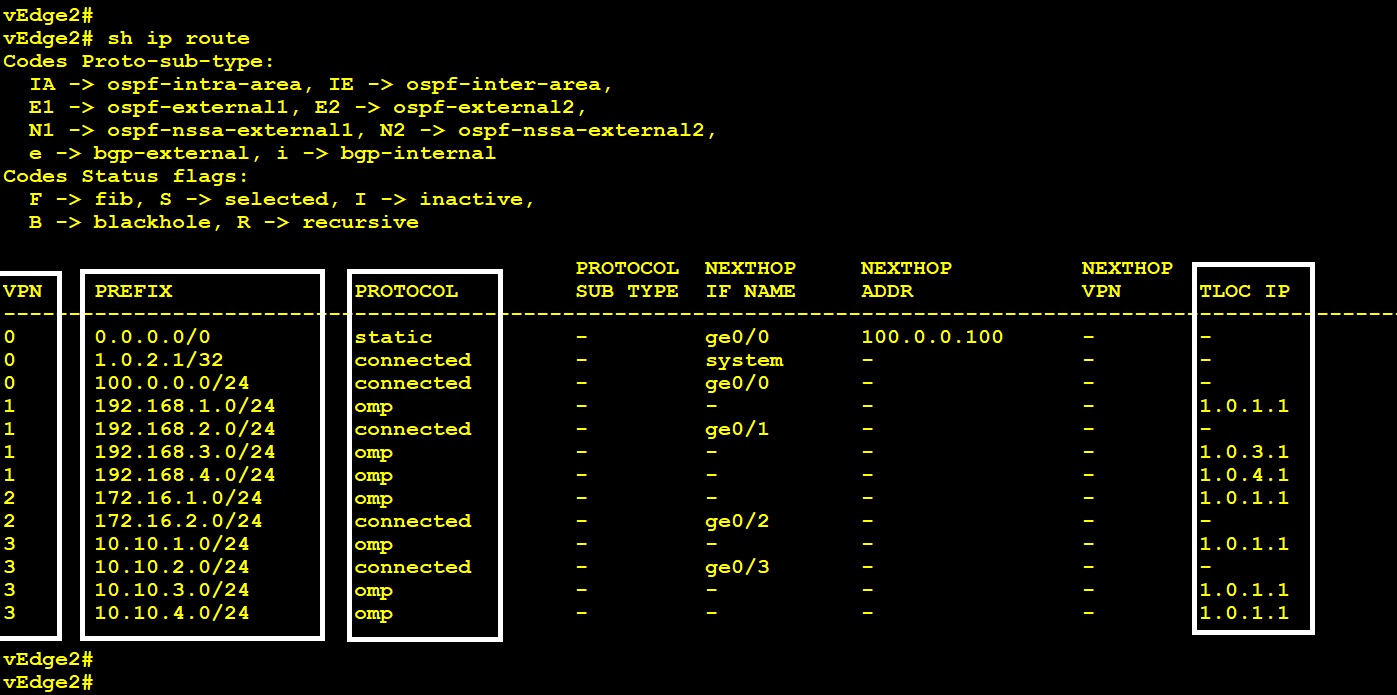 vEdge2#
vEdge2# sh ip route
Codes Proto-sub-type:
  IA -> ospf-intra-area, IE -> ospf-inter-area,
  E1 -> ospf-external1, E2 -> ospf-external2,
  N1 -> ospf-nssa-external1, N2 -> ospf-nssa-external2,
  e -> bgp-external, i -> bgp-internal
Codes Status flags:
  F -> fib, S -> selected, I -> inactive,
  B -> blackhole, R -> recursive
                                            PROTOCOL  NEXTHOP     NEXTHOP          NEXTHOP
VPN    PREFIX              PROTOCOL         SUB TYPE  IF NAME     ADDR             VPN      TLOC IP
---------------------------------------------------------------------------------------------------------
0      0.0.0.0/0           static           -         ge0/0       100.0.0.100      -        -
0      1.0.2.1/32          connected        -         system      -                -        -
0      100.0.0.0/24        connected        -         ge0/0       -                -        -
1      192.168.1.0/24      omp              -         -           -                -        1.0.1.1
1      192.168.2.0/24      connected        -         ge0/1       -                -        -
1      192.168.3.0/24      omp              -         -           -                -        1.0.3.1
1      192.168.4.0/24      omp              -         -           -                -        1.0.4.1
2      172.16.1.0/24       omp              -         -           -                -        1.0.1.1
2      172.16.2.0/24       connected        -         ge0/2       -                -        -
3      10.10.1.0/24        omp              -         -           -                -        1.0.1.1
3      10.10.2.0/24        connected        -         ge0/3       -                -        -
3      10.10.3.0/24        omp              -         -           -                -        1.0.1.1
3      10.10.4.0/24        omp              -         -           -                -        1.0.1.1
vEdge2#
vEdge2#